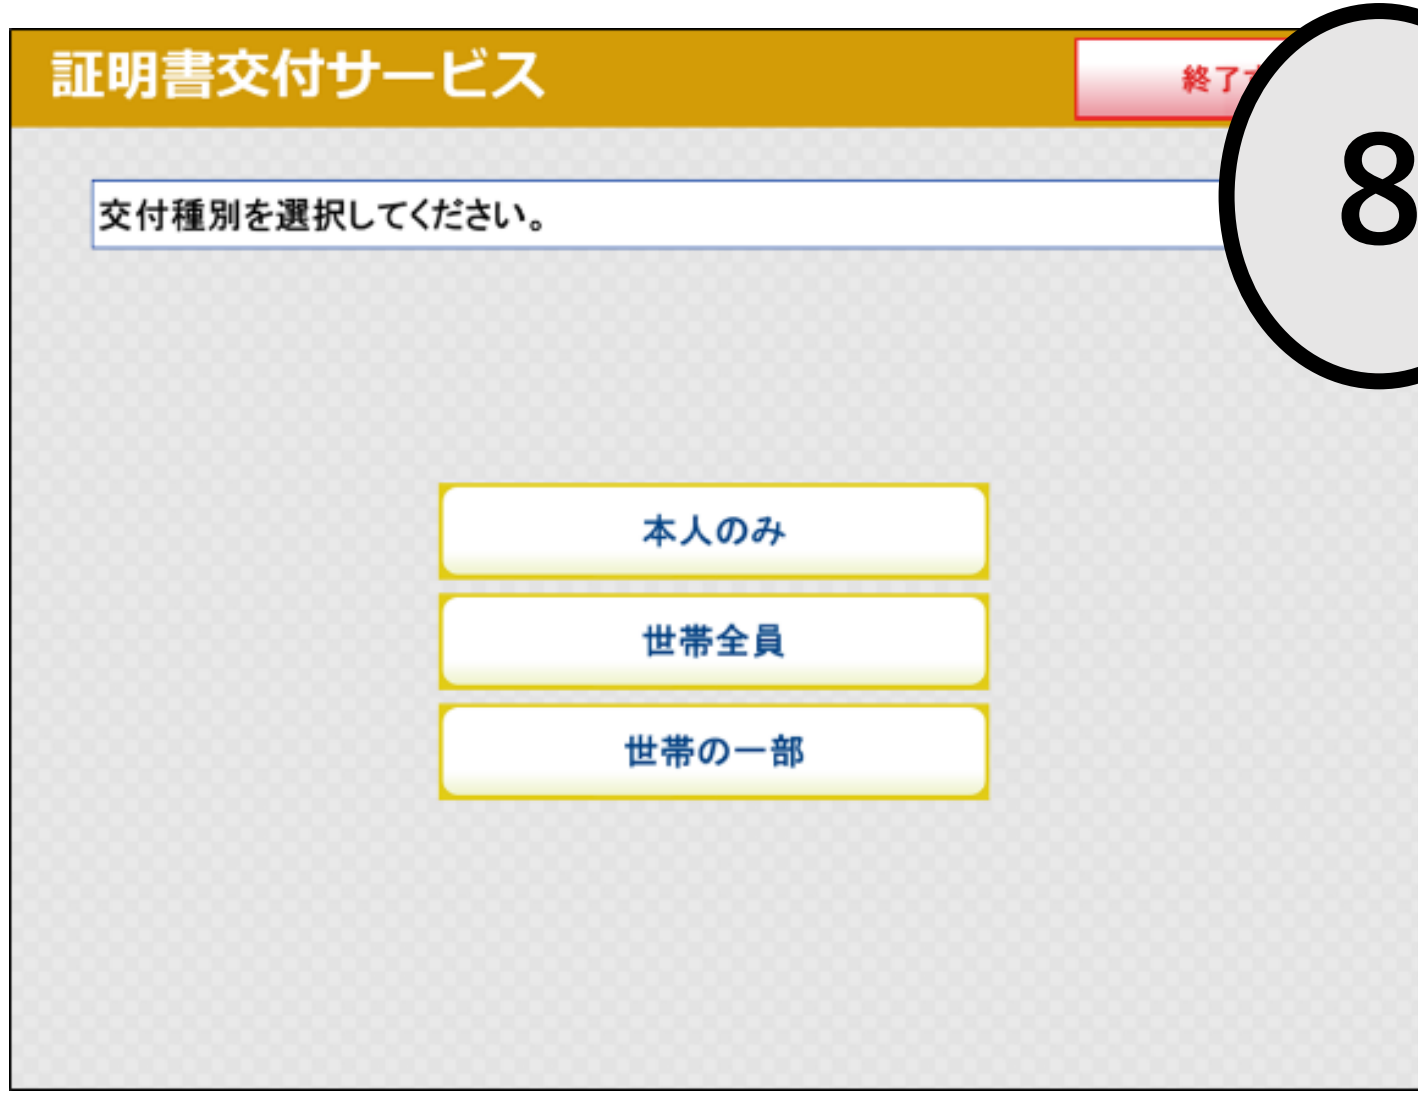 証明書交付サービス
終了
8
交付種別を選択してください。
本人のみ
世帯全員
世帯の一部